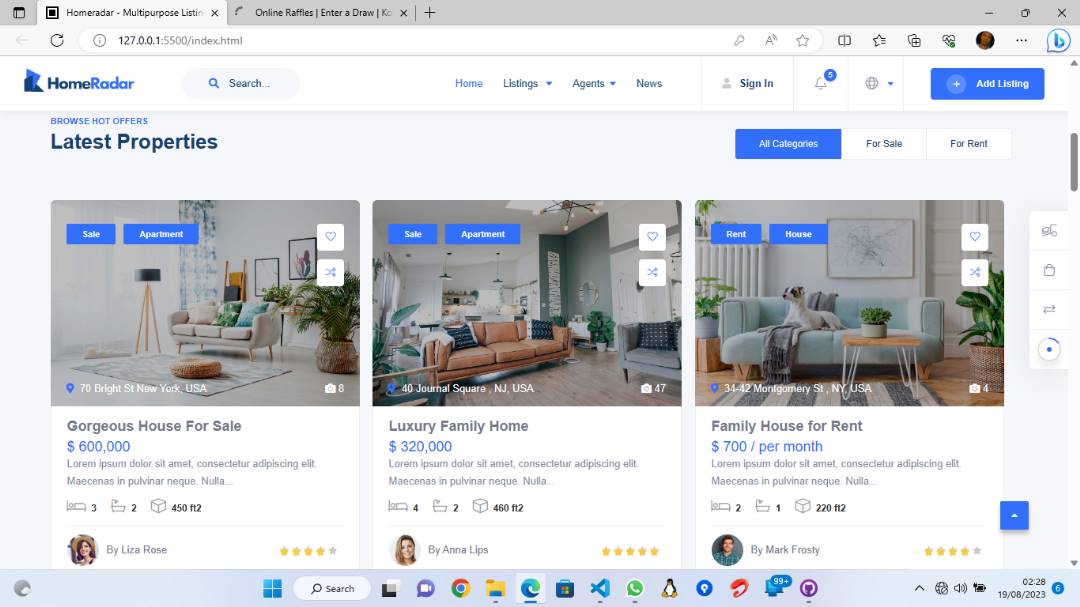 Homeradar - Multipurpose Listin
Online Raffles | Enter a Draw | Ko
127.0.0.1:5500/index.html
HomeRadar
Search...
Home
Listings
Agents
News
Sign In
5
Add Listing
BROWSE HOT OFFERS
Latest Properties
All Categories
For Sale
For Rent
Sale
Apartment
70 Bright St New York, USA
8
Sale
Apartment
40 Journal Square , NJ, USA
47
Rent
House
34-42 Montgomery St , NY, USA
4
Gorgeous House For Sale
$ 600,000
Lorem ipsum dolor sit amet, consectetur adipiscing elit.
Maecenas in pulvinar neque. Nulla...
3 2 450 ft2
By Liza Rose
Luxury Family Home
$ 320,000
Lorem ipsum dolor sit amet, consectetur adipiscing elit.
Maecenas in pulvinar neque. Nulla...
4 2 460 ft2
By Anna Lips
Family House for Rent
$ 700 / per month
Lorem ipsum dolor sit amet, consectetur adipiscing elit.
Maecenas in pulvinar neque. Nulla...
2 1 220 ft2
By Mark Frosty
Search
99+
02:28
19/08/2023
6